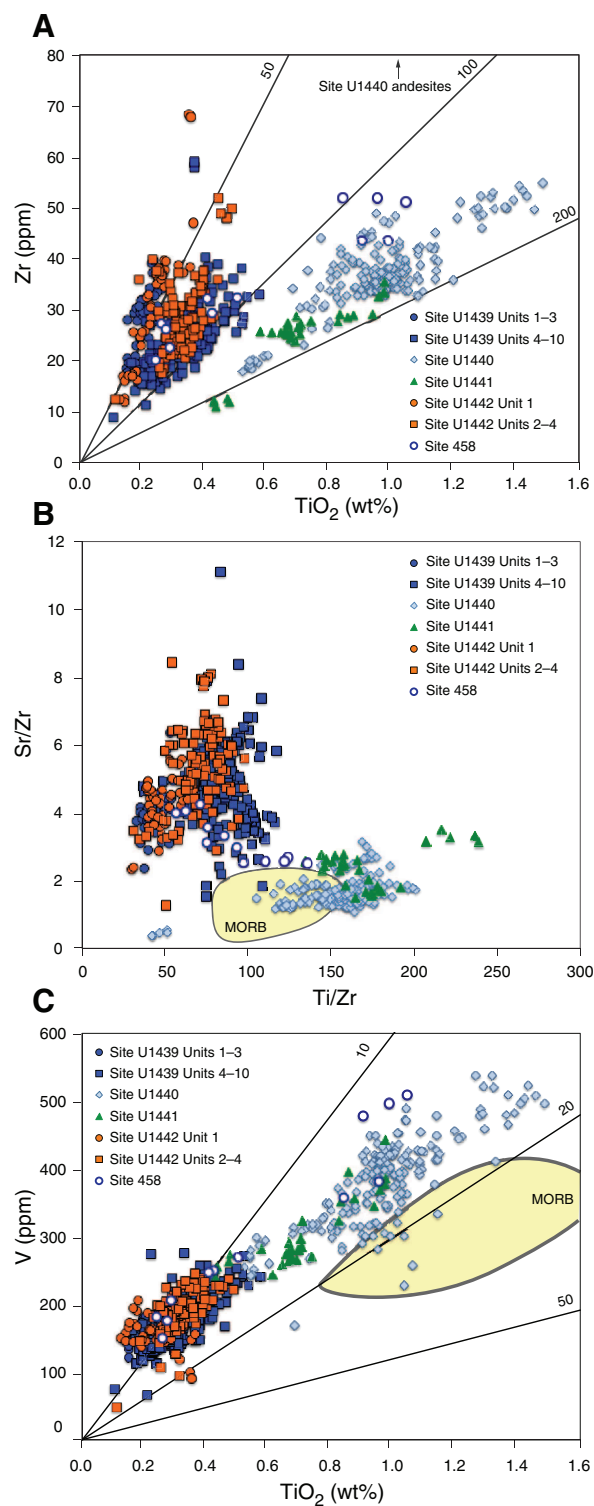 A
80
70
60
50
40
30
20
10
0
Zr (ppm)
50
100
200
Site U1440 andesites
Site U1439 Units 1–3
Site U1439 Units 4–10
Site U1440
Site U1441
Site U1442 Unit 1
Site U1442 Units 2–4
Site 458
0.0 0.2 0.4 0.6 0.8 1.0 1.2 1.4 1.6
TiO2 (wt%)
B
12
10
8
6
4
2
0
Sr/Zr
Site U1439 Units 1–3
Site U1439 Units 4–10
Site U1440
Site U1441
Site U1442 Unit 1
Site U1442 Units 2–4
Site 458
MORB
0 50 100 150 200 250 300
Ti/Zr
C
600
500
400
300
200
100
0
V (ppm)
Site U1439 Units 1–3
Site U1439 Units 4–10
Site U1440
Site U1441
Site U1442 Unit 1
Site U1442 Units 2–4
Site 458
10
20
50
MORB
0.0 0.2 0.4 0.6 0.8 1.0 1.2 1.4 1.6
TiO2 (wt%)